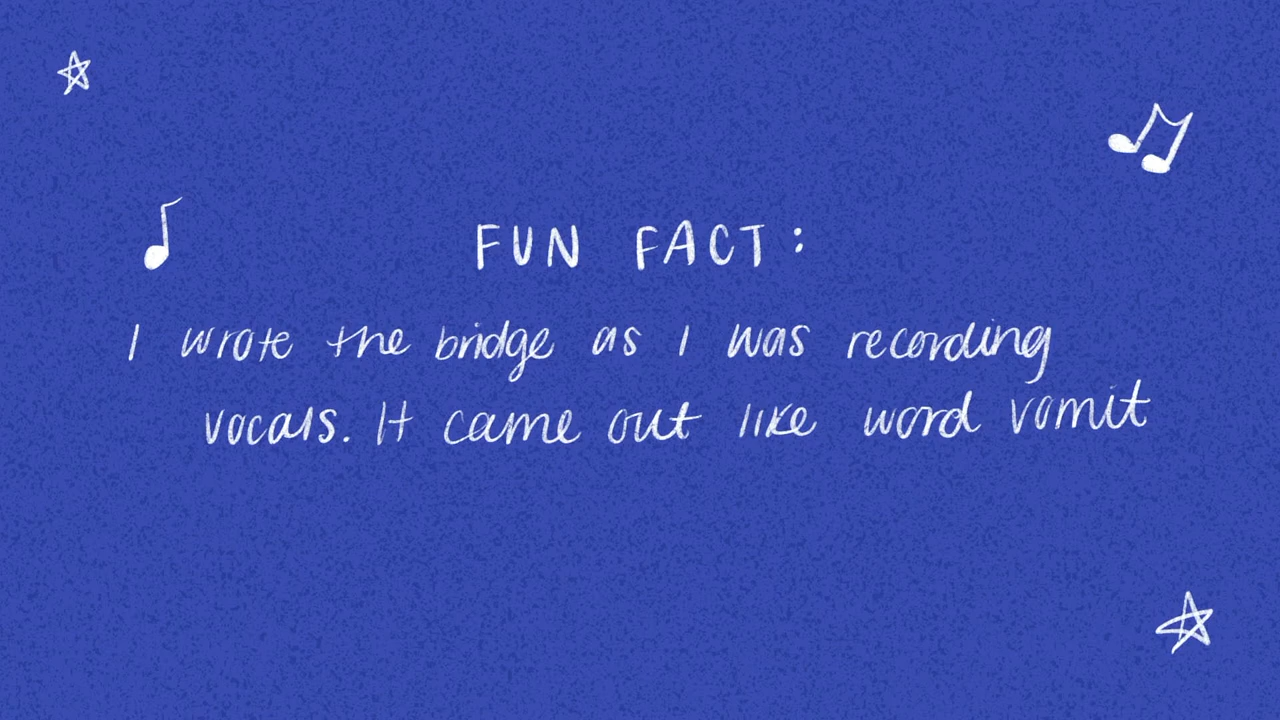 FUN FACT:
I wrote the bridge as I was recording
vocals. It came out like word vomit